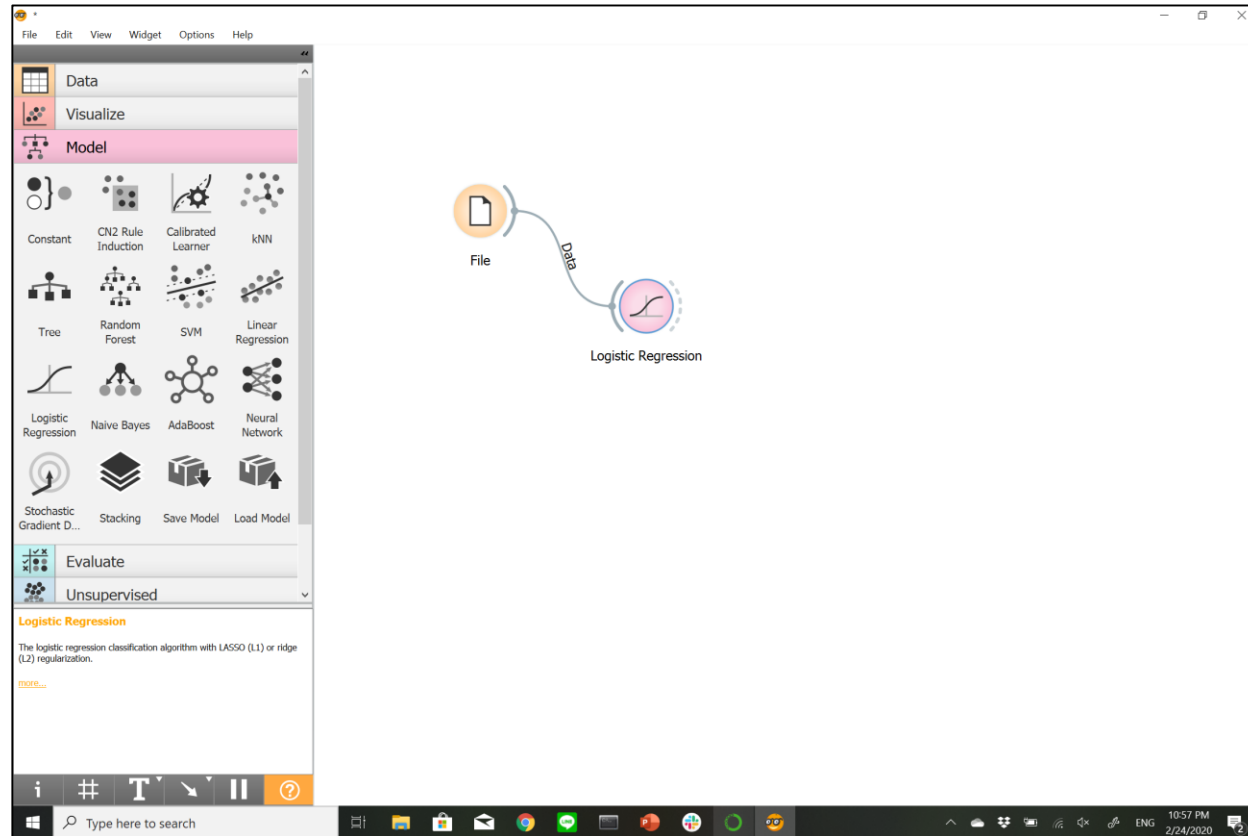 File Edit View Widget Options Help
Data
Visualize
Model
Constant
CN2 Rule
Induction
Calibrated
Learner
kNN
Tree
Random
Forest
SVM
Linear
Regression
Logistic
Regression
Naive Bayes
AdaBoost
Neural
Network
Stochastic
Gradient D...
Stacking
Save Model
Load Model
Evaluate
Unsupervised
Logistic Regression
The logistic regression classification algorithm with LASSO (L1) or ridge
(L2) regularization.
more...
File
Data
Logistic Regression
Type here to search
ENG
10:57 PM
2/24/2020
2